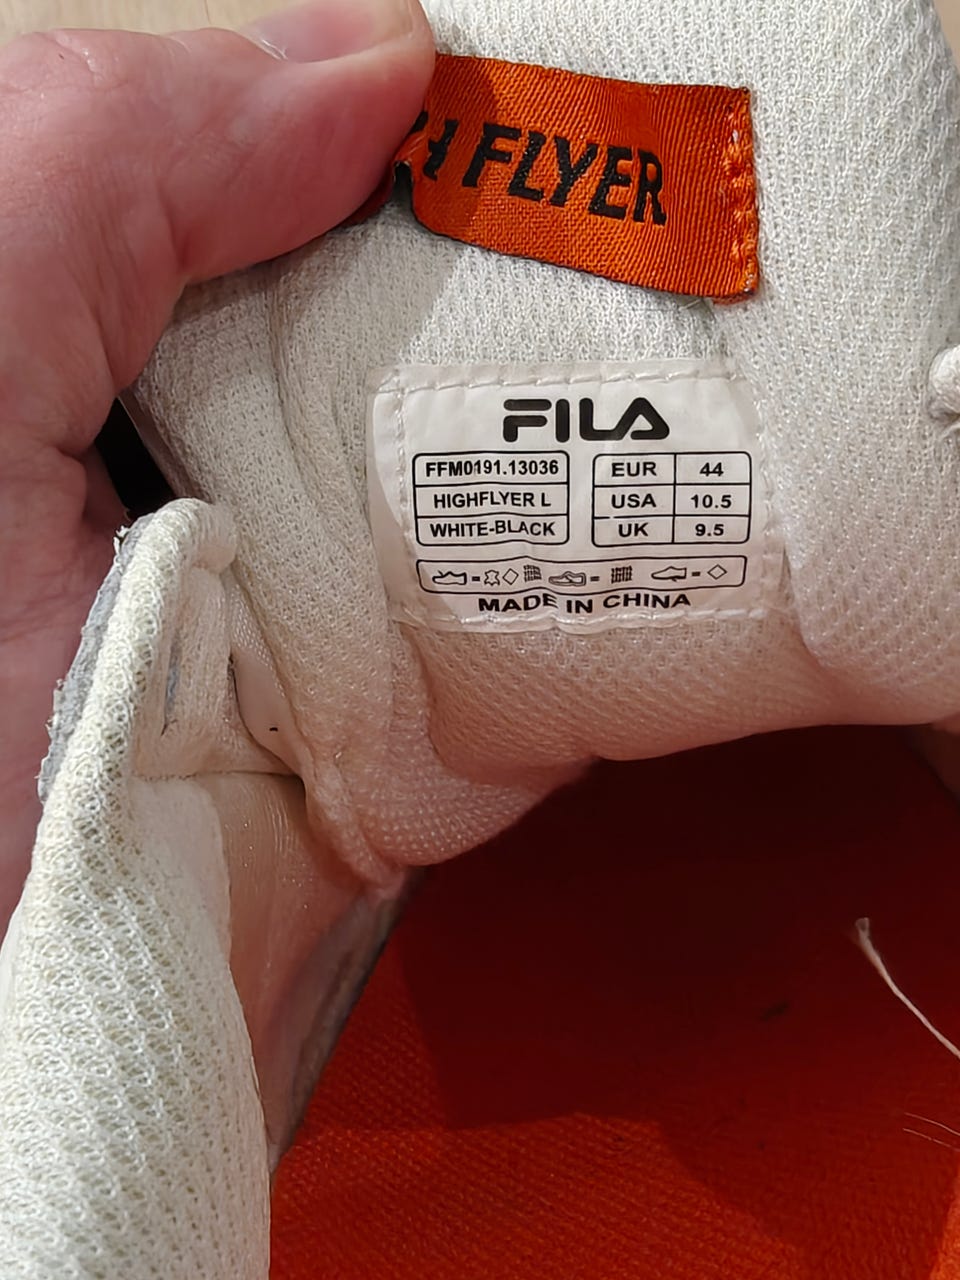 FLYER
FILA
FFM0191.13036
HIGHFLYER L
WHITE-BLACK
EUR 44
USA 10.5
UK 9.5
MADE IN CHINA